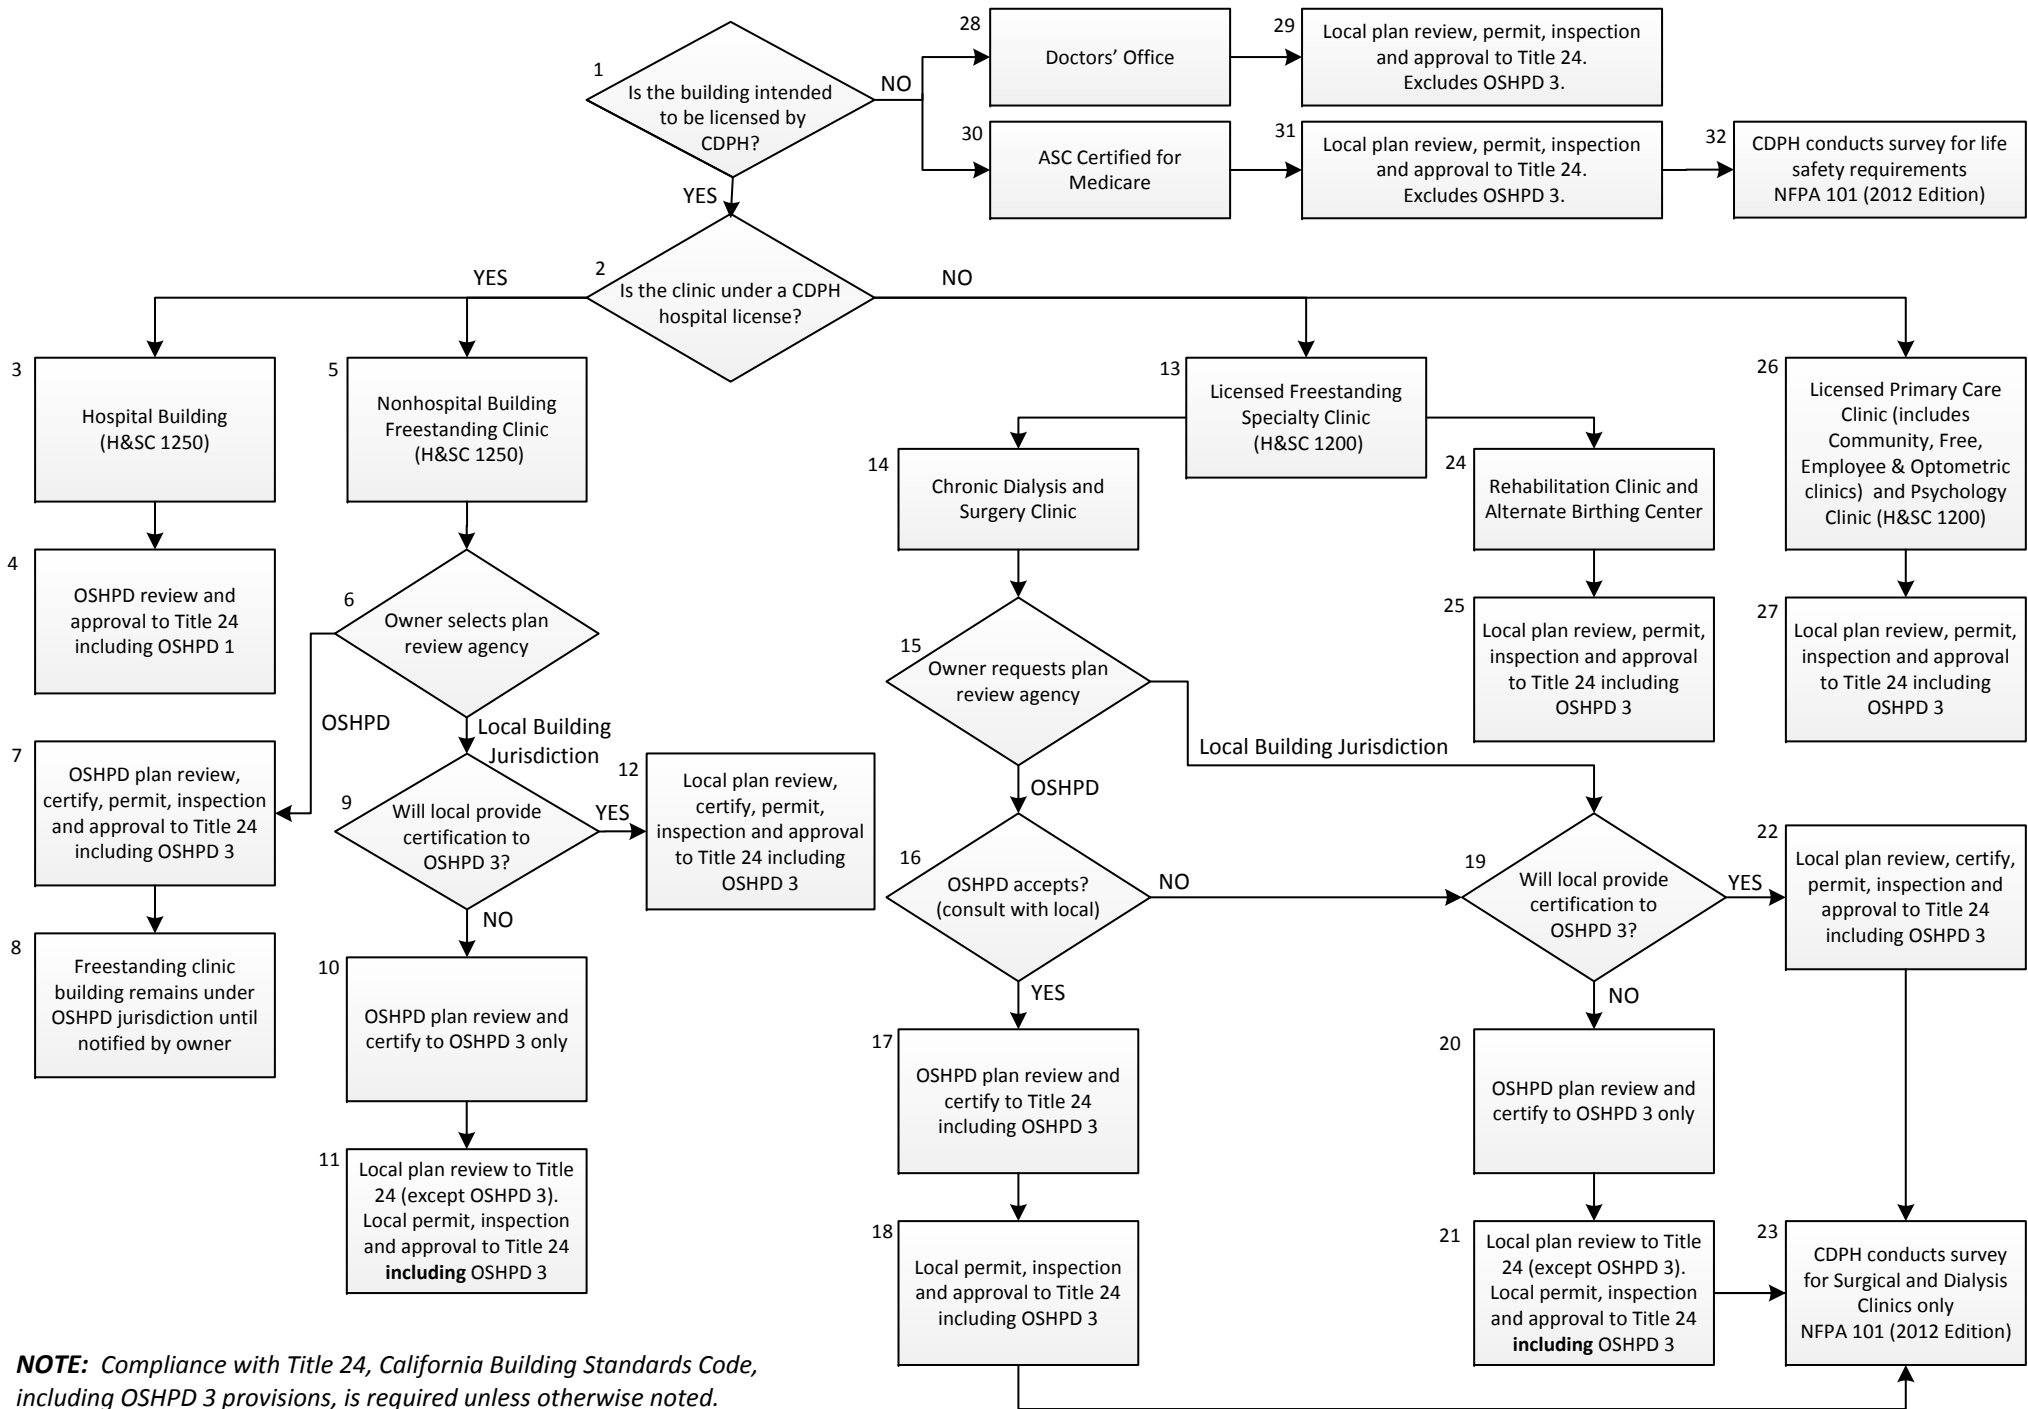 1
Is the building intended
to be licensed by
CDPH?
NO
YES
28
Doctors’ Office
29
Local plan review, permit, inspection
and approval to Title 24.
Excludes OSHPD 3.
30
ASC Certified for
Medicare
31
Local plan review, permit, inspection
and approval to Title 24.
Excludes OSHPD 3.
32
CDPH conducts survey for life
safety requirements
NFPA 101 (2012 Edition)
2
Is the clinic under a CDPH
hospital license?
YES
NO
3
Hospital Building
(H&SC 1250)
4
OSHPD review and
approval to Title 24
including OSHPD 1
5
Nonhospital Building
Freestanding Clinic
(H&SC 1250)
6
Owner selects plan
review agency
OSHPD
Local Building
Jurisdiction
7
OSHPD plan review,
certify, permit, inspection
and approval to Title 24
including OSHPD 3
8
Freestanding clinic
building remains under
OSHPD jurisdiction until
notified by owner
9
Will local provide
certification to
OSHPD 3?
YES
NO
12
Local plan review,
certify, permit,
inspection and approval
to Title 24 including
OSHPD 3
10
OSHPD plan review and
certify to OSHPD 3 only
11
Local plan review to Title
24 (except OSHPD 3).
Local permit, inspection
and approval to Title 24
including OSHPD 3
13
Licensed Freestanding
Specialty Clinic
(H&SC 1200)
14
Chronic Dialysis and
Surgery Clinic
15
Owner requests plan
review agency
Local Building Jurisdiction
OSHPD
16
OSHPD accepts?
(consult with local)
NO
YES
17
OSHPD plan review and
certify to Title 24
including OSHPD 3
18
Local permit, inspection
and approval to Title 24
including OSHPD 3
19
Will local provide
certification to
OSHPD 3?
YES
NO
20
OSHPD plan review and
certify to OSHPD 3 only
21
Local plan review to Title
24 (except OSHPD 3).
Local permit, inspection
and approval to Title 24
including OSHPD 3
22
Local plan review, certify,
permit, inspection and
approval to Title 24
including OSHPD 3
23
CDPH conducts survey
for Surgical and Dialysis
Clinics only
NFPA 101 (2012 Edition)
24
Rehabilitation Clinic and
Alternate Birthing Center
25
Local plan review, permit,
inspection and approval
to Title 24 including
OSHPD 3
26
Licensed Primary Care
Clinic (includes
Community, Free,
Employee & Optometric
clinics) and Psychology
Clinic (H&SC 1200)
27
Local plan review, permit,
inspection and approval
to Title 24 including
OSHPD 3
NOTE: Compliance with Title 24, California Building Standards Code,
including OSHPD 3 provisions, is required unless otherwise noted.